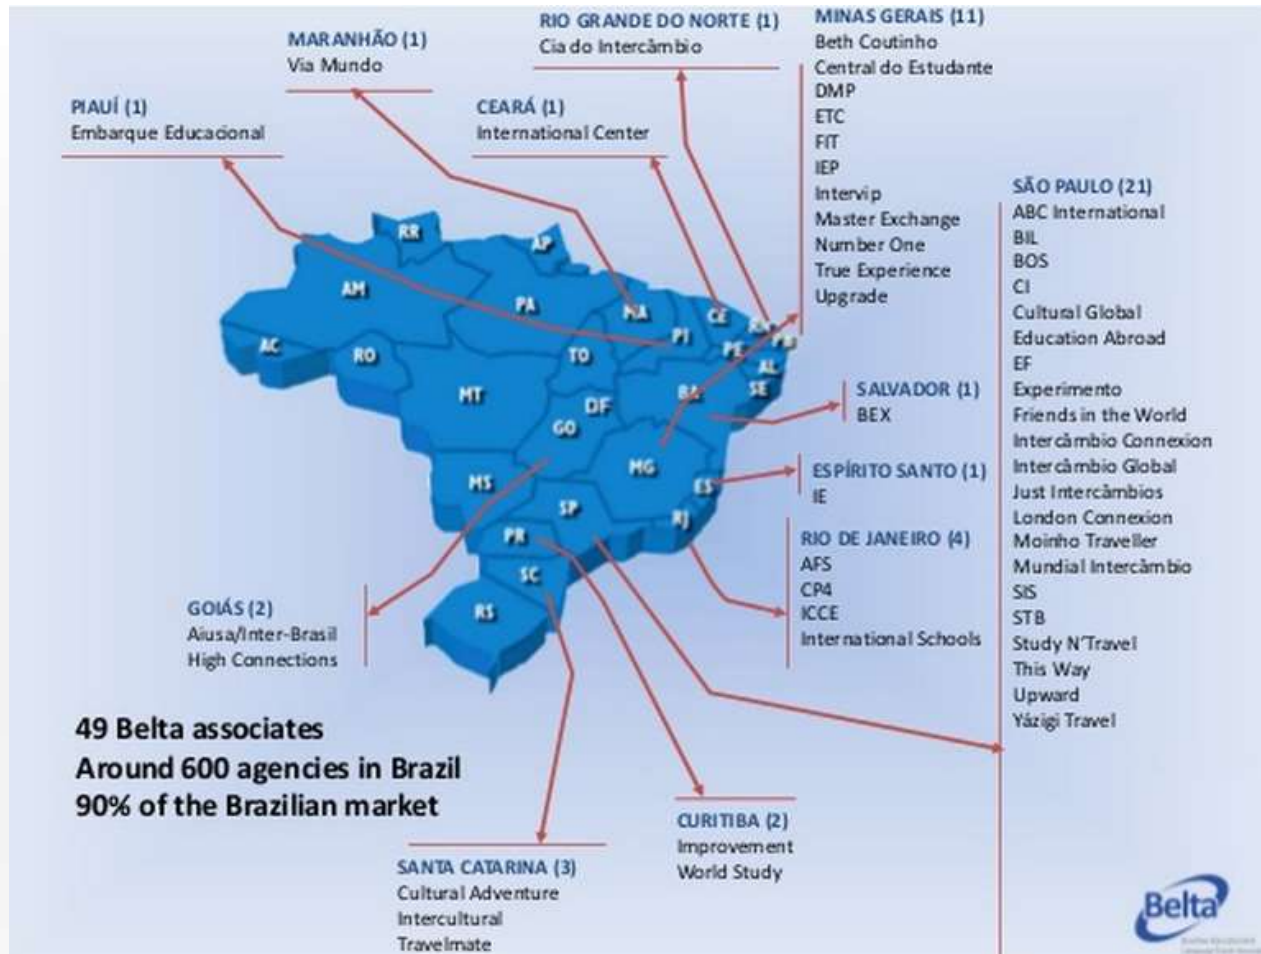 RIO GRANDE DO NORTE (1)
Cia do Intercâmbio
MINAS GERAIS (11)
Beth Coutinho
Central do Estudante
DMP
ETC
FIT
IEP
Intervip
Master Exchange
Number One
True Experience
Upgrade
MARANHÃO (1)
Via Mundo
PIAUÍ (1)
Embarque Educacional
CEARÁ (1)
International Center
SÃO PAULO (21)
ABC International
BIL
BOS
CI
Cultural Global
Education Abroad
EF
Experimento
Friends in the World
Intercâmbio Connexion
Intercâmbio Global
Just Intercâmbios
London Connexion
Moinho Traveller
Mundial Intercâmbio
SIS
STB
Study N'Travel
This Way
Upward
Yázigi Travel
RR
AP
AM
PA
MA
CE
RN
PI
PB
PE
AC
RO
TO
AL
SE
MT
BA
DF
GO
MG
MS
ES
SP
RJ
PR
SC
RS
SALVADOR (1)
BEX
ESPÍRITO SANTO (1)
IE
RIO DE JANEIRO (4)
AFS
CP4
ICCE
International Schools
GOIÁS (2)
Aiusa/Inter-Brasil
High Connections
49 Belta associates
Around 600 agencies in Brazil
90% of the Brazilian market
CURITIBA (2)
Improvement
World Study
SANTA CATARINA (3)
Cultural Adventure
Intercultural
Travelmate
Belta